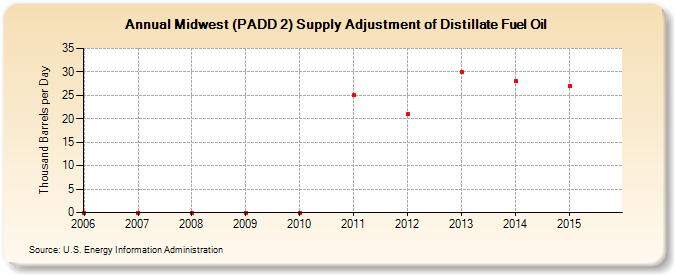 Annual Midwest (PADD 2) Supply Adjustment of Distillate Fuel Oil
Thousand Barrels per Day
35
30
25
20
15
10
5
0
2006 2007 2008 2009 2010 2011 2012 2013 2014 2015
Source: U.S. Energy Information Administration